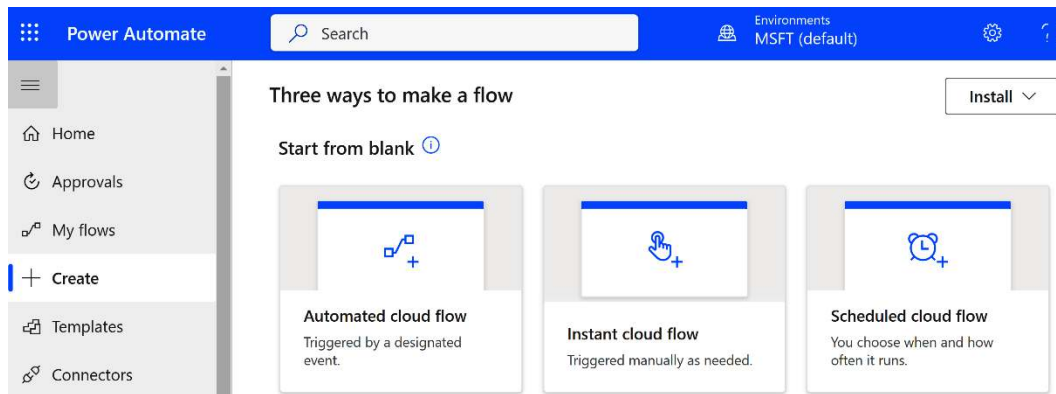 Power Automate
Search
Environments
MSFT (default)
Home
Approvals
My flows
Create
Templates
Connectors
Three ways to make a flow
Install
Start from blank
Automated cloud flow
Triggered by a designated
event.
Instant cloud flow
Triggered manually as needed.
Scheduled cloud flow
You choose when and how
often it runs.